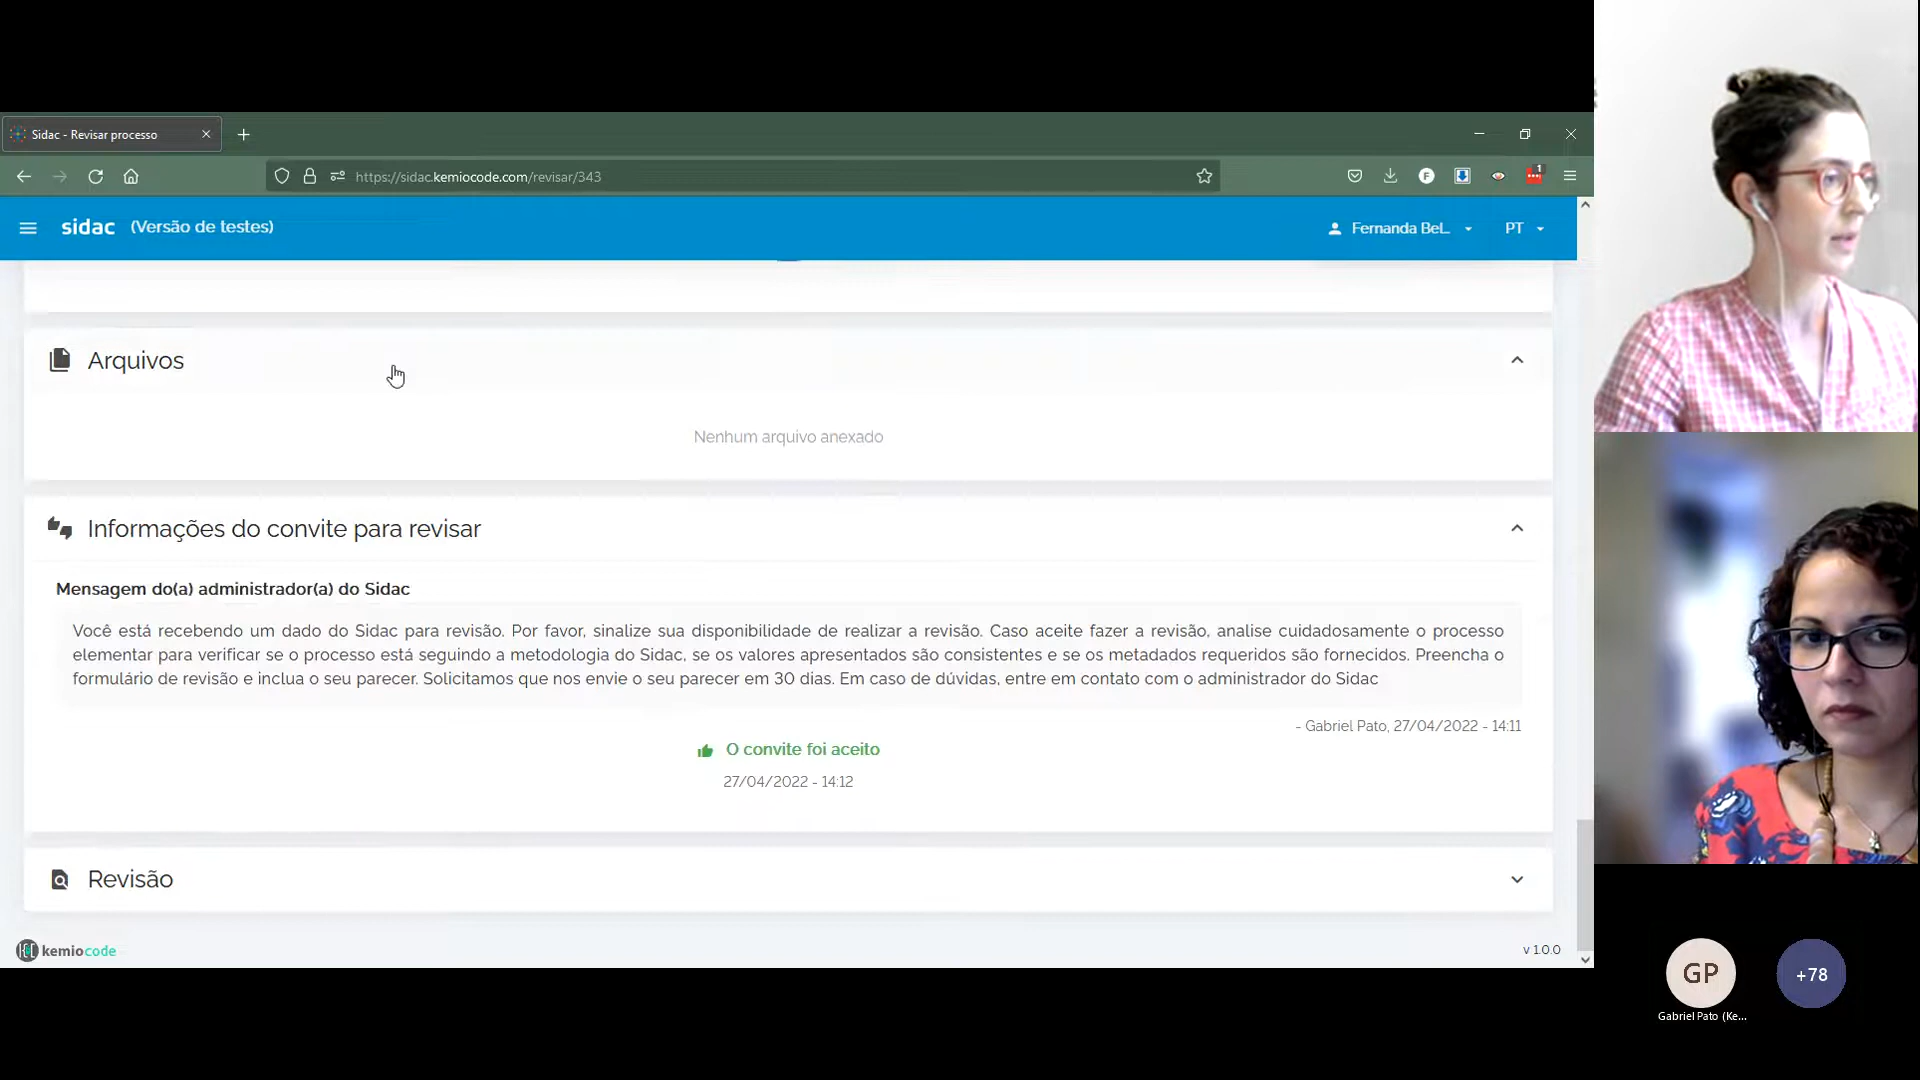 Sidac - Revisar processo
https://sidac.kemiocode.com/revisar/343
F
1
sidac (Versão de testes)
Fernanda Bel...
PT
Arquivos
Nenhum arquivo anexado
Informações do convite para revisar
Mensagem do(a) administrador(a) do Sidac
Você está recebendo um dado do Sidac para revisão. Por favor, sinalize sua disponibilidade de realizar a revisão. Caso aceite fazer a revisão, analise cuidadosamente o processo
elementar para verificar se o processo está seguindo a metodologia do Sidac, se os valores apresentados são consistentes e se os metadados requeridos são fornecidos. Preencha o
formulário de revisão e inclua o seu parecer. Solicitamos que nos envie o seu parecer em 30 dias. Em caso de dúvidas, entre em contato com o administrador do Sidac
- Gabriel Pato, 27/04/2022 - 14:11
O convite foi aceito
27/04/2022 - 14:12
Revisão
kemiocode
v 1.0.0
GP
+78
Gabriel Pato (Ke...